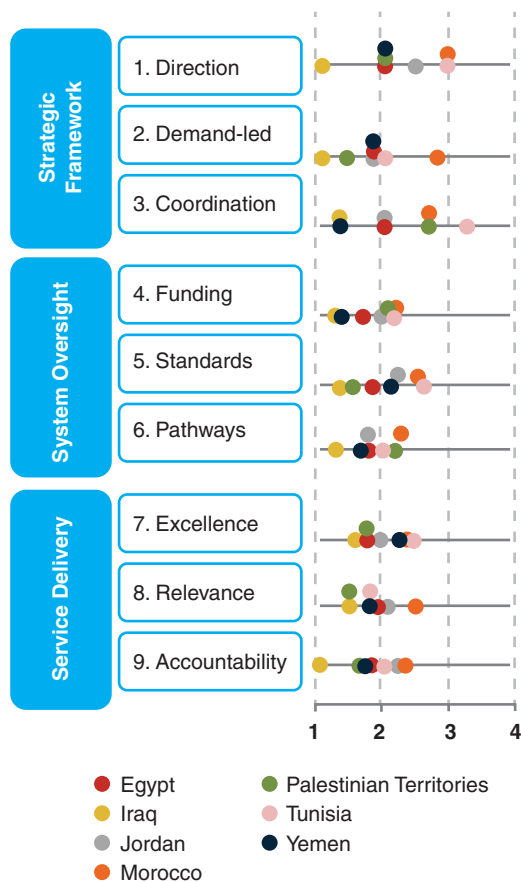 Strategic
Framework
1. Direction
2. Demand-led
3. Coordination
System Oversight
4. Funding
5. Standards
6. Pathways
Service Delivery
7. Excellence
8. Relevance
9. Accountability
1 2 3 4
Egypt
Iraq
Jordan
Morocco
Palestinian Territories
Tunisia
Yemen